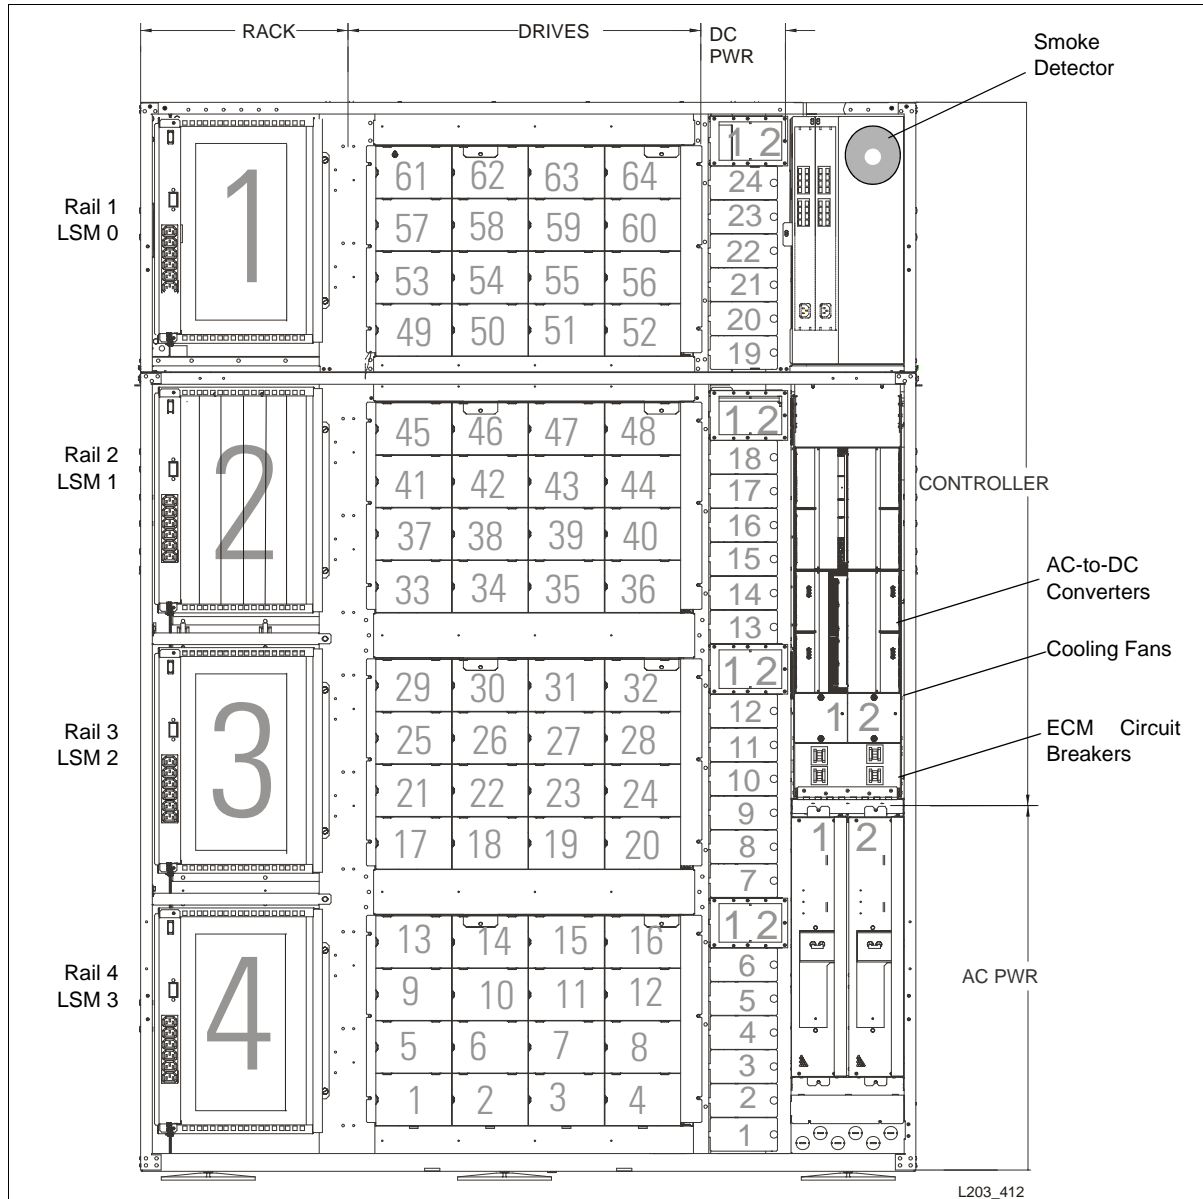 RACK DRIVES DC PWR
Smoke Detector
Rail 1 LSM 0
1
61 62 63 64
57 58 59 60
53 54 55 56
49 50 51 52
1 2
24
23
22
21
20
19
Rail 2 LSM 1
2
45 46 47 48
41 42 43 44
37 38 39 40
33 34 35 36
1 2
18
17
16
15
14
13
CONTROLLER
AC-to-DC Converters
Cooling Fans
1 2
ECM Circuit Breakers
Rail 3 LSM 2
3
29 30 31 32
25 26 27 28
21 22 23 24
17 18 19 20
1 2
12
11
10
9
8
7
1 2
AC PWR
Rail 4 LSM 3
4
13 14 15 16
9 10 11 12
5 6 7 8
1 2 3 4
1 2
6
5
4
3
2
1
L203_412